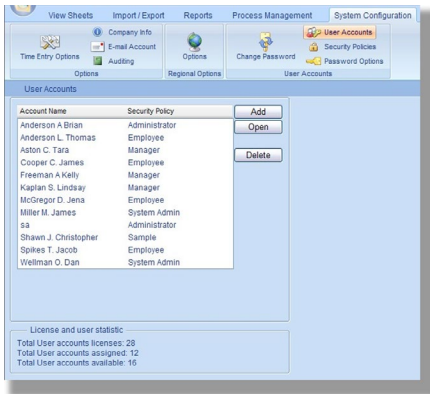 View Sheets Import / Export Reports Process Management System Configuration
Time Entry Options
Company Info
E-mail Account
Auditing
Options
Options
Regional Options
Change Password
User Accounts
Security Policies
Password Options
User Accounts
User Accounts
Account Name Security Policy
Anderson A Brian Administrator
Anderson L. Thomas Employee
Aston C. Tara Manager
Cooper C. James Employee
Freeman A Kelly Manager
Kaplan S. Lindsay Manager
McGregor D. Jena Employee
Miller M. James System Admin
sa Administrator
Shawn J. Christopher Sample
Spikes T. Jacob Employee
Wellman O. Dan System Admin
Add
Open
Delete
License and user statistic
Total User accounts licenses: 28
Total User accounts assigned: 12
Total User accounts available: 16